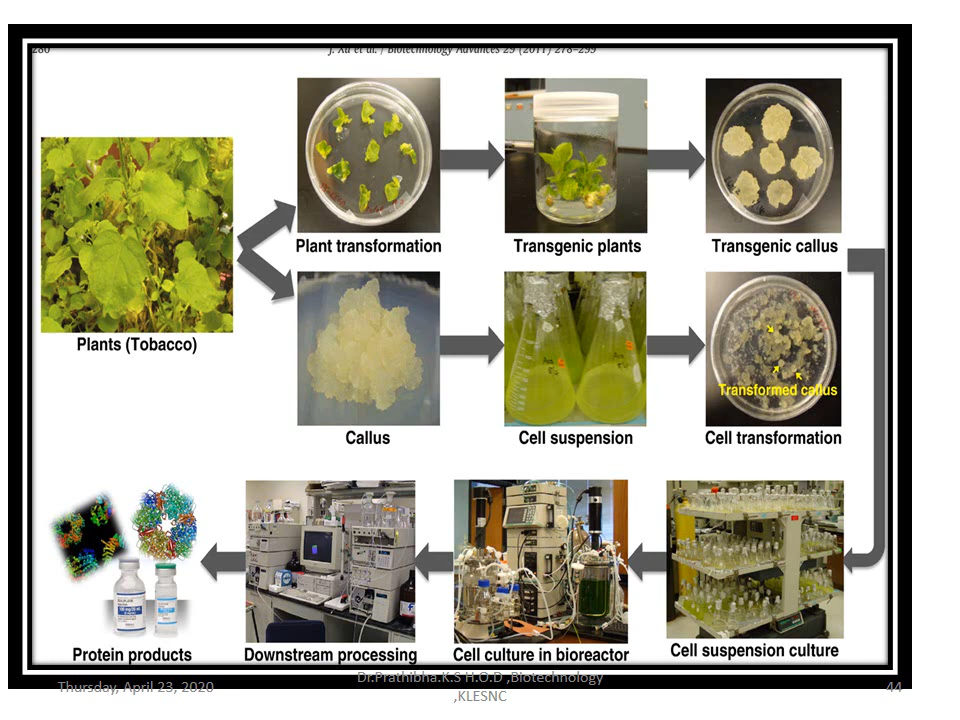 280
J. Xu et al. / Biotechnology Advances 29 (2011) 278–299
Plant transformation
Transgenic plants
Transgenic callus
Plants (Tobacco)
Transformed callus
Callus
Cell suspension
Cell transformation
Protein products
Downstream processing
Cell culture in bioreactor
Cell suspension culture
Thursday, April 23, 2020
Dr.Prathibha.K.S H.O.D ,Biotechnology
,KLESNC
44